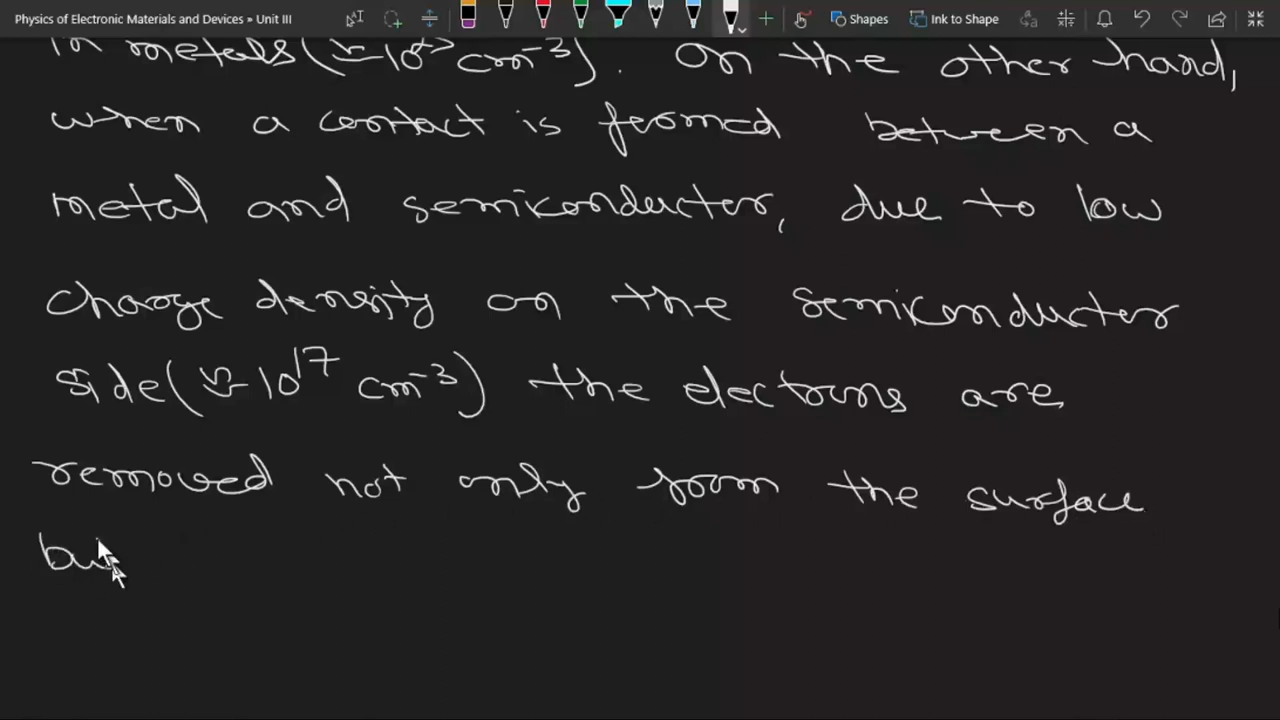 Physics of Electronic Materials and Devices » Unit III Shapes Ink to Shape
in metals( cm⁻³). On the other hand,
when a contact is formed between a
metal and semiconductor, due to low
charge density on the semiconductor
side(≃10¹⁷ cm⁻³) the electrons are
removed not only from the surface
but